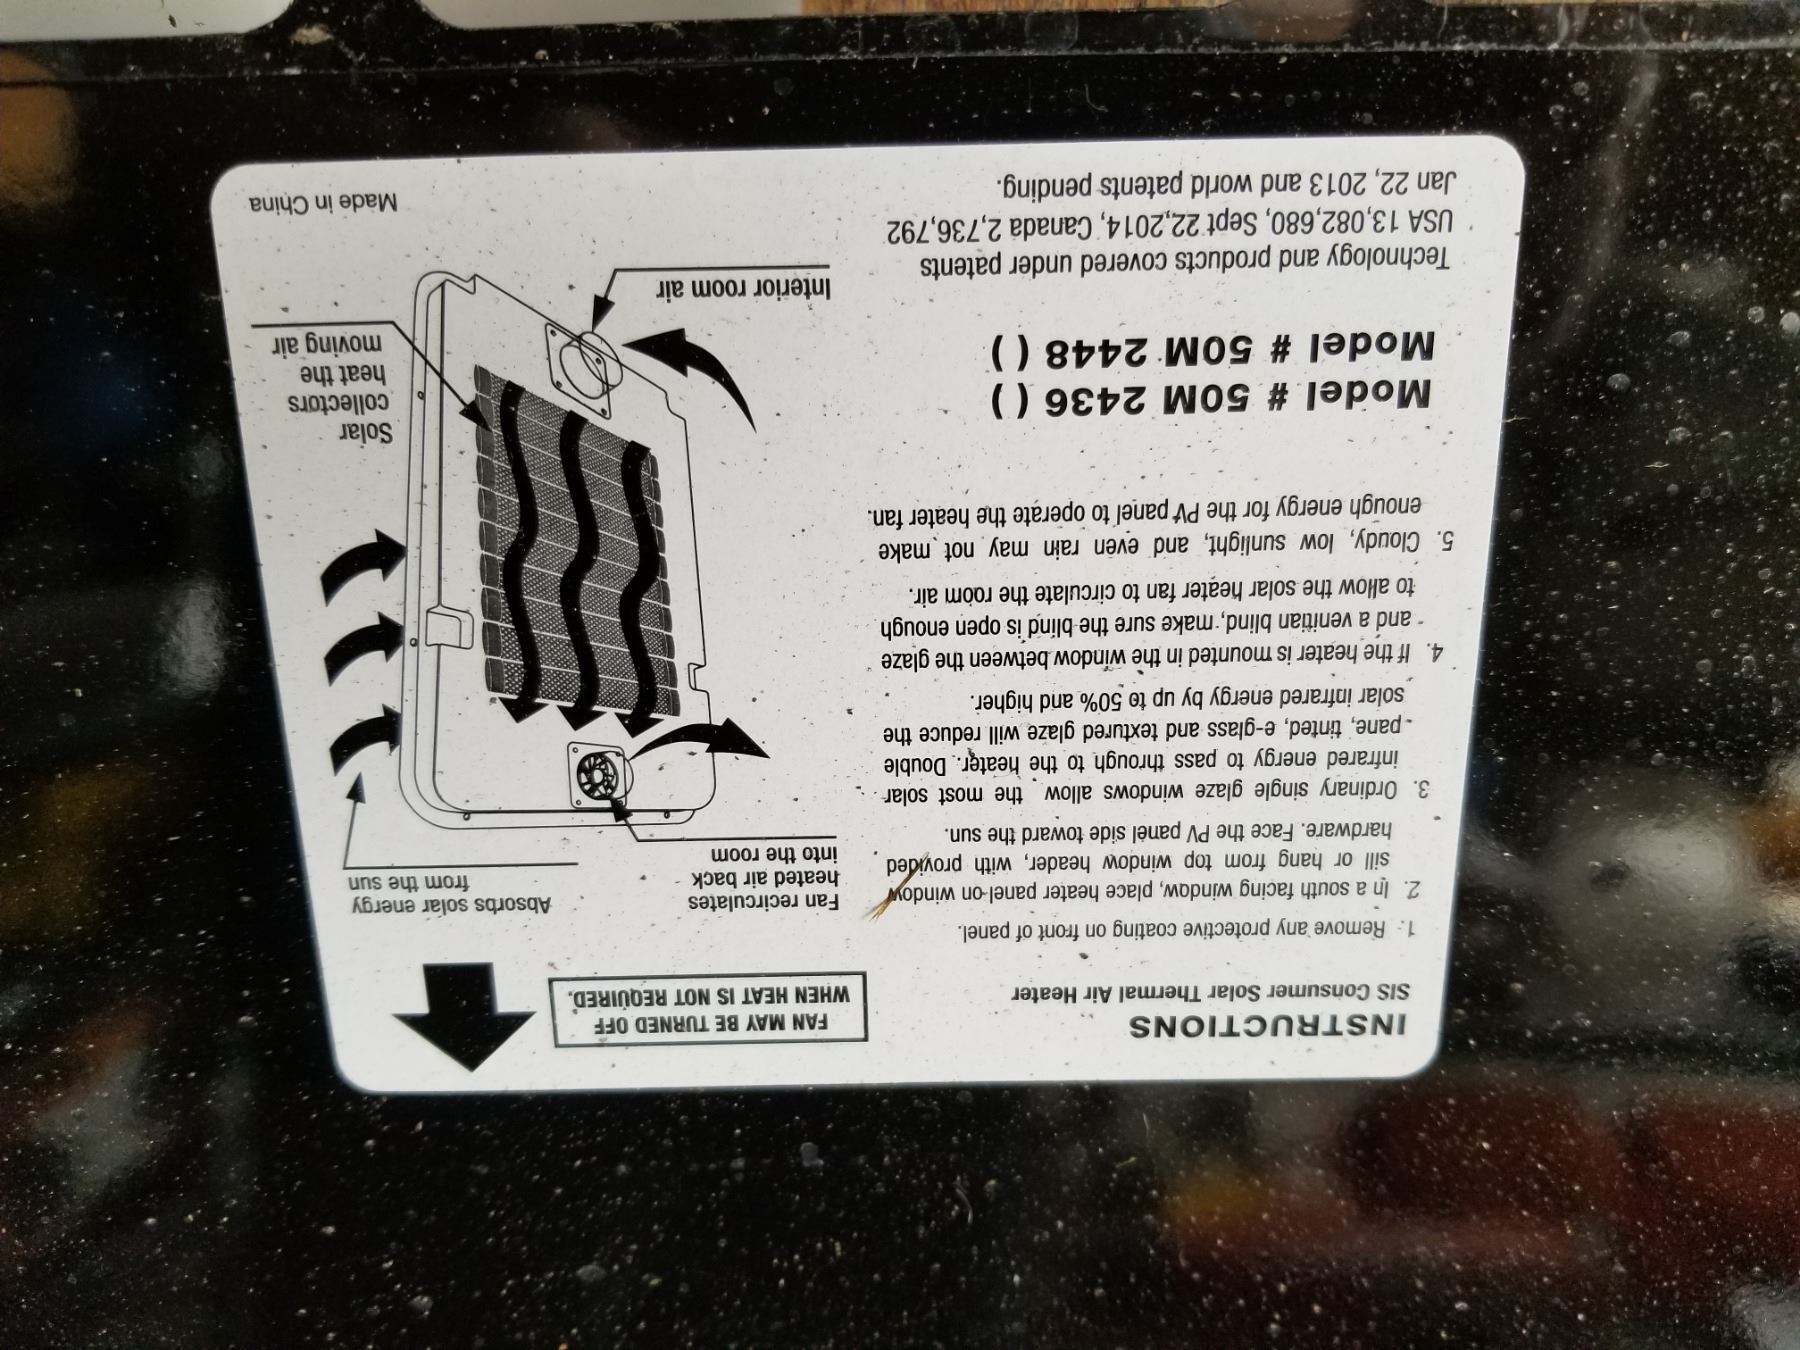 INSTRUCTIONS
SIS Consumer Solar Thermal Air Heater
FAN MAY BE TURNED OFF
WHEN HEAT IS NOT REQUIRED.
1. Remove any protective coating on front of panel.
2. In a south facing window, place heater panel on window
sill or hang from top window header, with provided
hardware. Face the PV panel side toward the sun.
3. Ordinary single glaze windows allow the most solar
infrared energy to pass through to the heater. Double
pane, tinted, e-glass and textured glaze will reduce the
solar infrared energy by up to 50% and higher.
4. If the heater is mounted in the window between the glaze
and a venitian blind, make sure the blind is open enough
to allow the solar heater fan to circulate the room air.
5. Cloudy, low sunlight, and even rain may not make
enough energy for the PV panel to operate the heater fan.
Model # 50M 2436 ( )
Model # 50M 2448 ( )
Technology and products covered under patents
USA 13,082,680, Sept 22,2014, Canada 2,736,792
Jan 22, 2013 and world patents pending.
Fan recirculates
heated air back
into the room
Absorbs solar energy
from the sun
Solar
collectors
heat the
moving air
Interior room air
Made in China